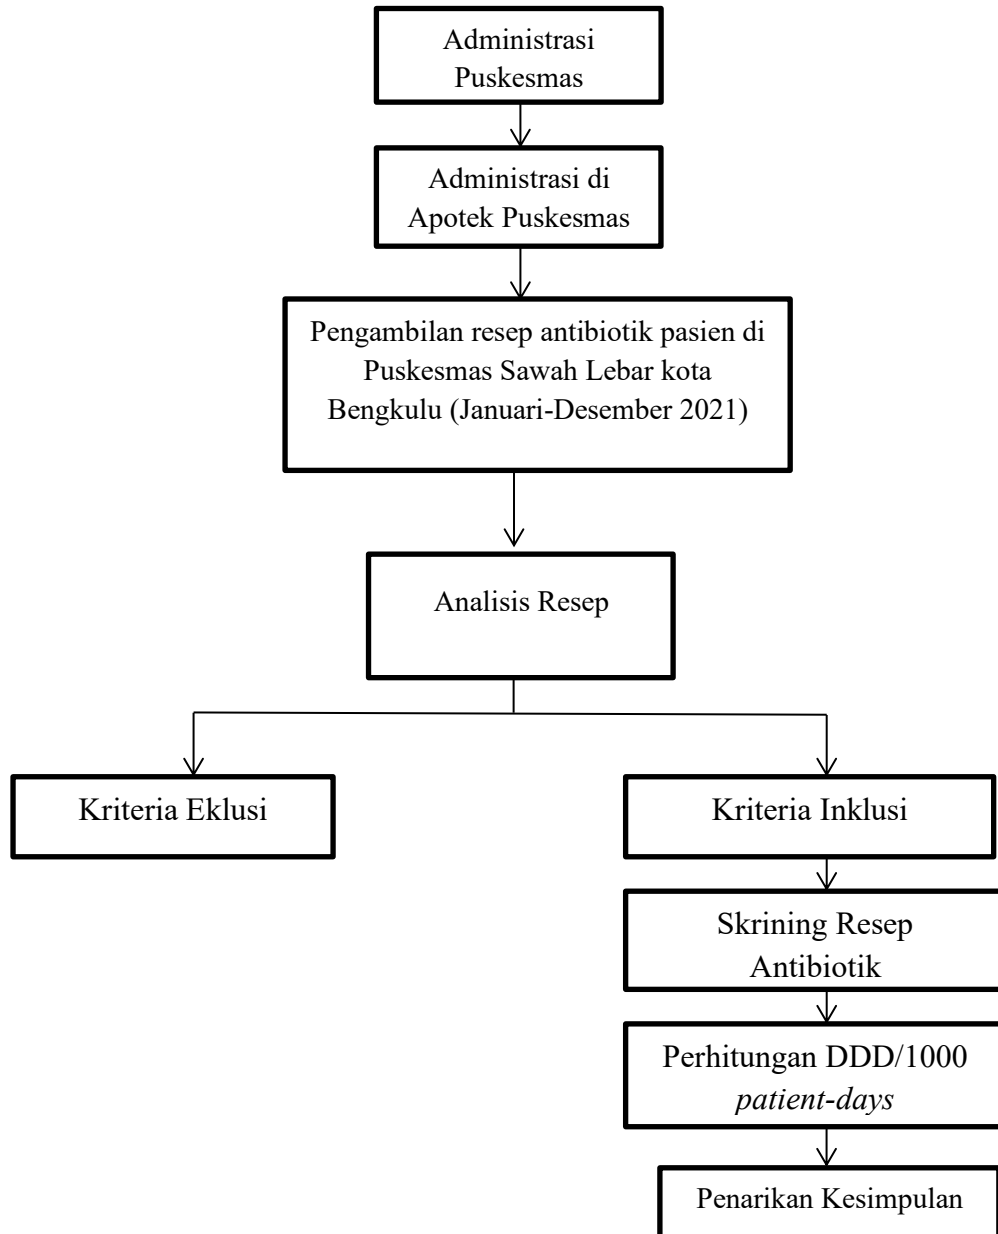 Administrasi
Puskesmas
Administrasi di
Apotek Puskesmas
Pengambilan resep antibiotik pasien di
Puskesmas Sawah Lebar kota
Bengkulu (Januari-Desember 2021)
Analisis Resep
Kriteria Eklusi
Kriteria Inklusi
Skrining Resep
Antibiotik
Perhitungan DDD/1000
patient-days
Penarikan Kesimpulan